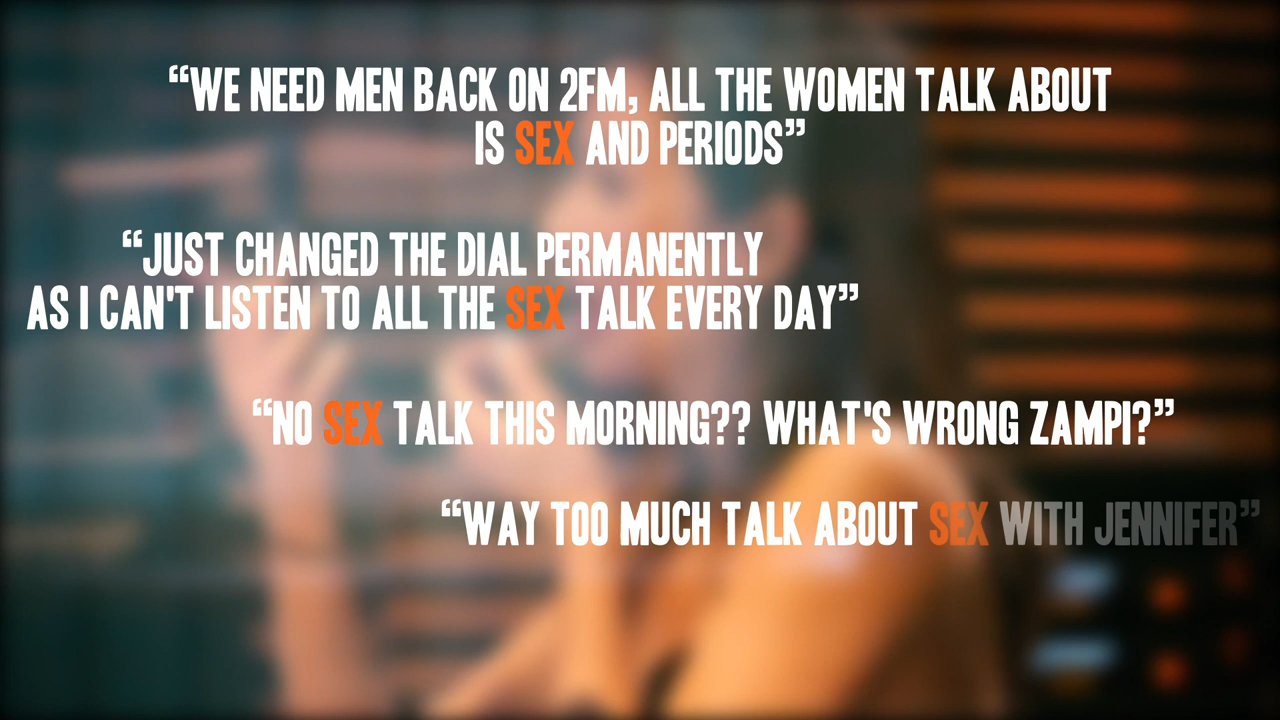 “WE NEED MEN BACK ON 2FM, ALL THE WOMEN TALK ABOUT
IS SEX AND PERIODS”
“JUST CHANGED THE DIAL PERMANENTLY
AS I CAN'T LISTEN TO ALL THE SEX TALK EVERY DAY”
“NO SEX TALK THIS MORNING?? WHAT'S WRONG ZAMPI?”
“WAY TOO MUCH TALK ABOUT SEX WITH JENNIFER”